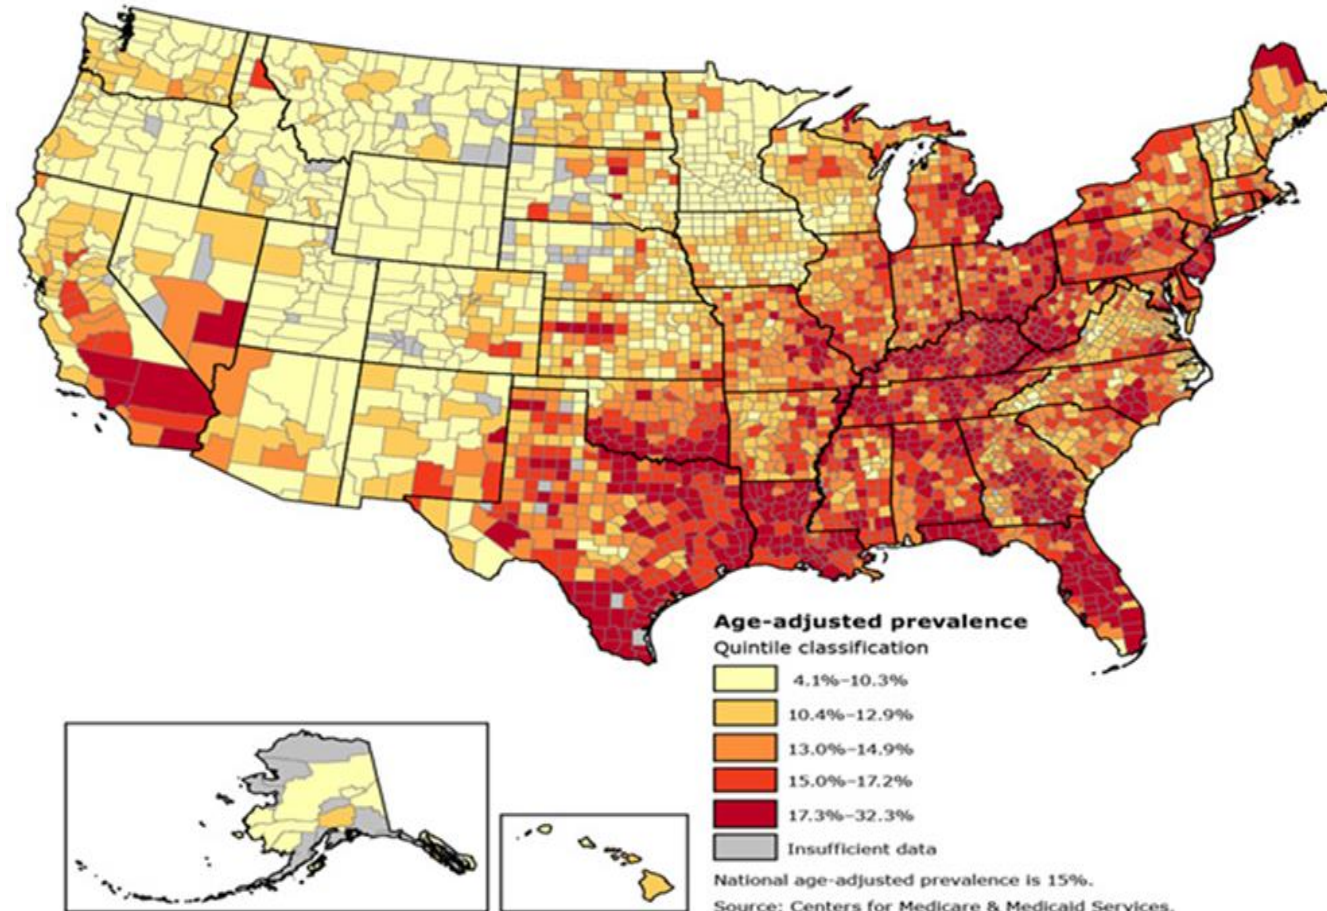 Age-adjusted prevalence
Quintile classification
4.1%–10.3%
10.4%–12.9%
13.0%–14.9%
15.0%–17.2%
17.3%–32.3%
Insufficient data
National age-adjusted prevalence is 15%.
Source: Centers for Medicare & Medicaid Services.